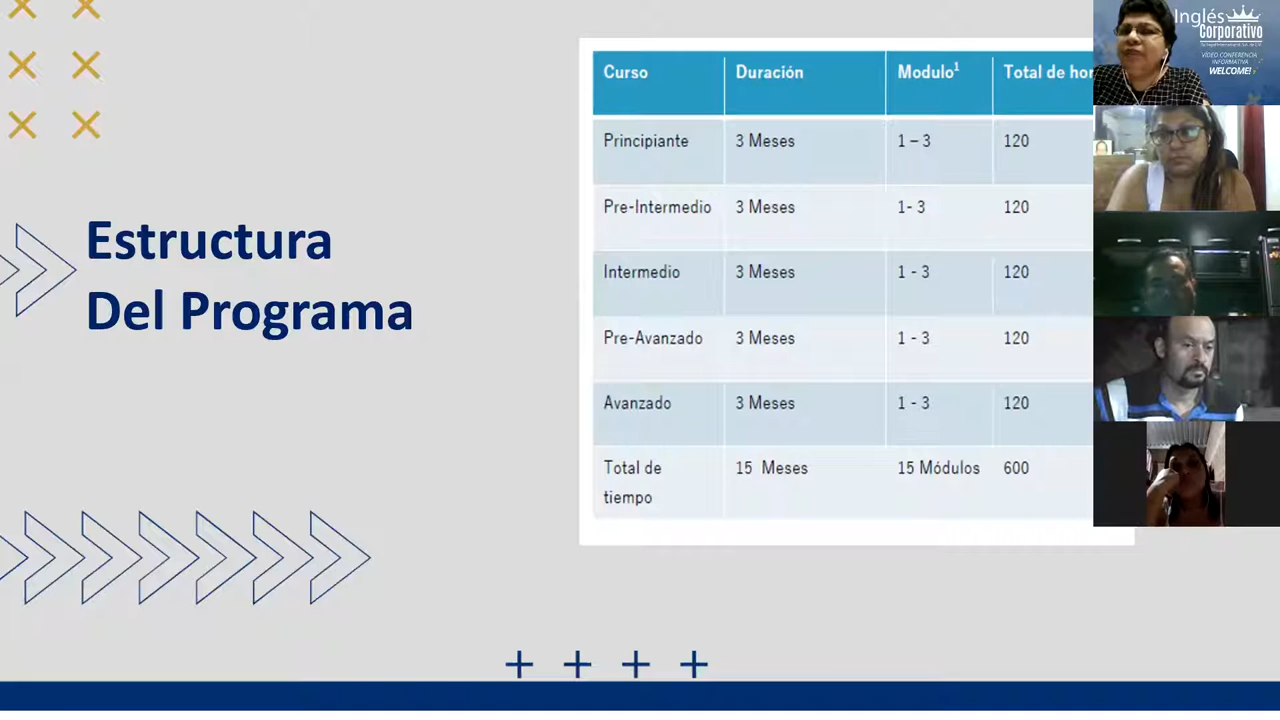 Estructura
Del Programa
Curso Duración Modulo¹ Total de hor
Principiante 3 Meses 1 – 3 120
Pre-Intermedio 3 Meses 1- 3 120
Intermedio 3 Meses 1 - 3 120
Pre-Avanzado 3 Meses 1 - 3 120
Avanzado 3 Meses 1 - 3 120
Total de tiempo 15 Meses 15 Módulos 600
Inglés
Corporativo
VÍDEO CONFERENCIA
INFORMATIVA
WELCOME!